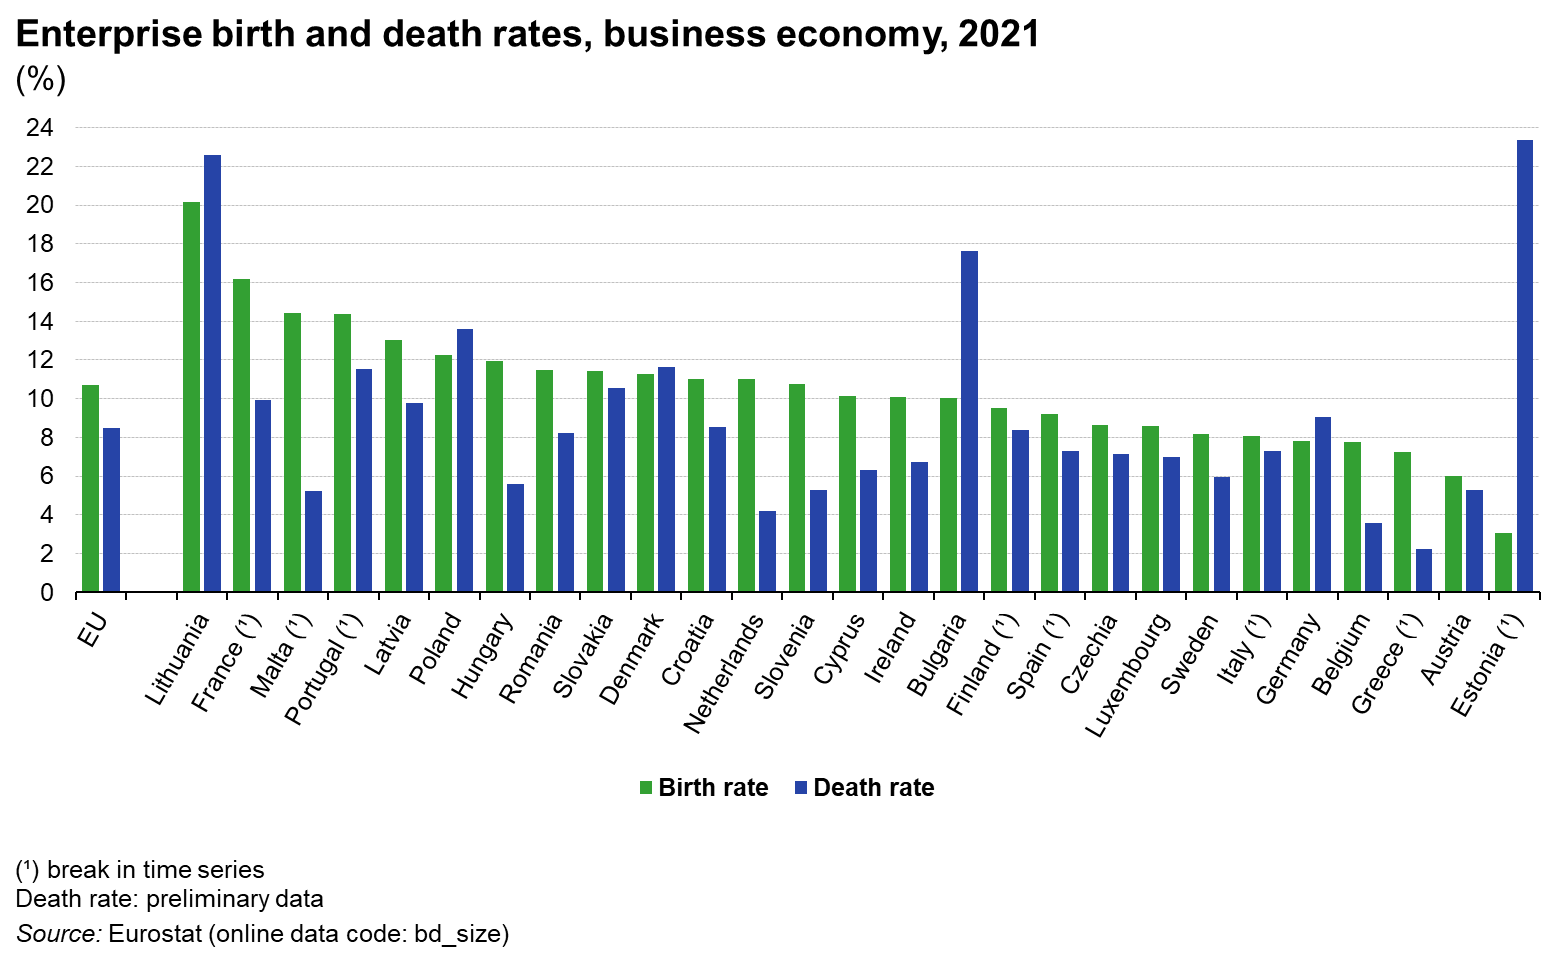 Enterprise birth and death rates, business economy, 2021
(%)
24
22
20
18
16
14
12
10
8
6
4
2
0
EU
Lithuania
France (¹)
Malta (¹)
Portugal (¹)
Latvia
Poland
Hungary
Romania
Slovakia
Denmark
Croatia
Netherlands
Slovenia
Cyprus
Ireland
Bulgaria
Finland (¹)
Spain (¹)
Czechia
Luxembourg
Sweden
Italy (¹)
Germany
Belgium
Greece (¹)
Austria
Estonia (¹)
Birth rate Death rate
(¹) break in time series
Death rate: preliminary data
Source: Eurostat (online data code: bd_size)